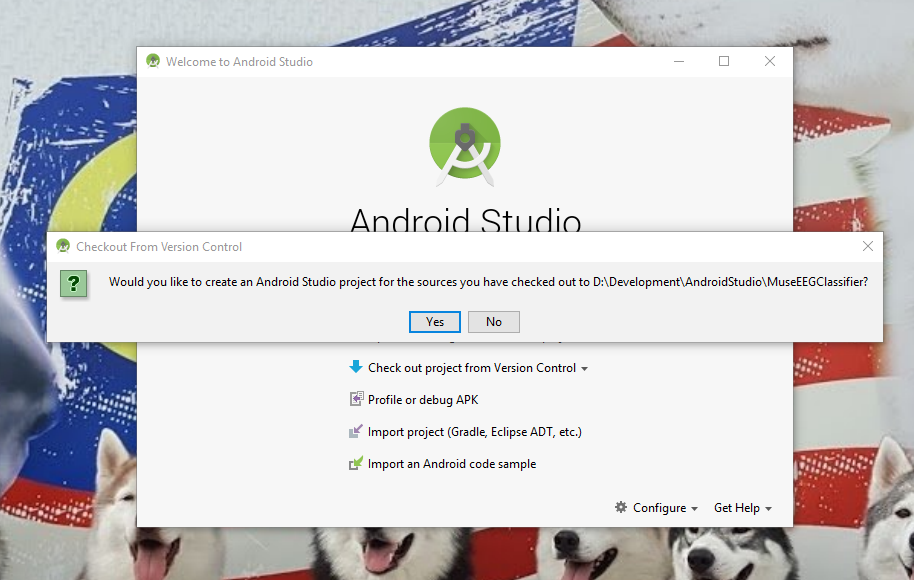 Welcome to Android Studio
Android Studio
Checkout From Version Control
?
Would you like to create an Android Studio project for the sources you have checked out to D:\Development\AndroidStudio\MuseEEGClassifier?
Yes
No
Check out project from Version Control
Profile or debug APK
Import project (Gradle, Eclipse ADT, etc.)
Import an Android code sample
Configure
Get Help